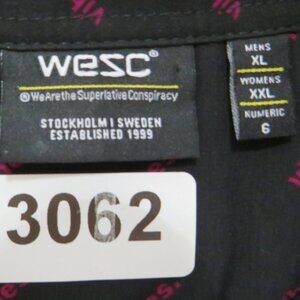 wesc®
®WeAretheSuperlativeConspiracy
STOCKHOLM | SWEDEN
ESTABLISHED 1999
MENS
XL
WOMENS
XXL
NUMERIC
6
3062